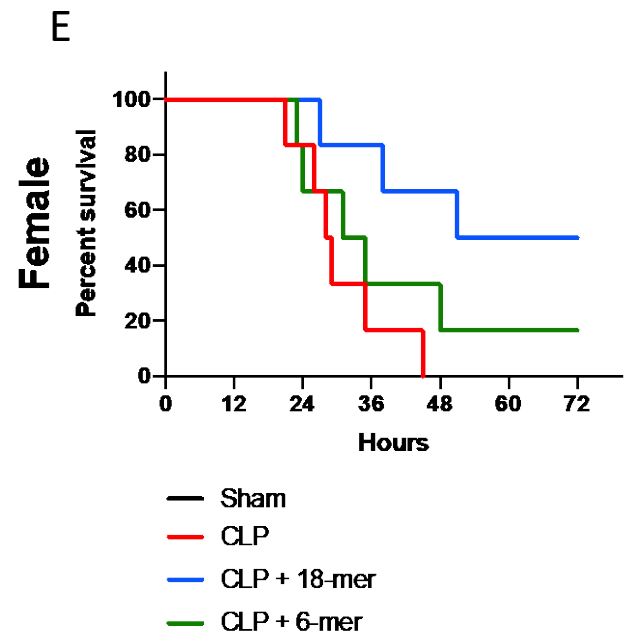 E
Female
Percent survival
100
80
60
40
20
0
0 12 24 36 48 60 72
Hours
Sham
CLP
CLP + 18-mer
CLP + 6-mer